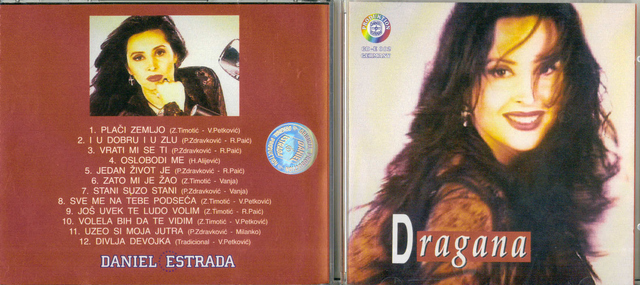 1. PLAČI ZEMLJO (Z.Timotić - V.Petković)
2. I U DOBRU I U ZLU (P.Zdravković - R.Paić)
3. VRATI MI SE TI (P.Zdravković - R.Paić)
4. OSLOBODI ME (H.Alijević)
5. JEDAN ŽIVOT JE (P.Zdravković - R.Paić)
6. ZATO MI JE ŽAO (Z.Timotić - Vanja)
7. STANI SUZO STANI (P.Zdravković - Vanja)
8. SVE ME NA TEBE PODSEĆA (Z.Timotić - V.Petković)
9. JOŠ UVEK TE LUDO VOLIM (Z.Timotić - R.Paić)
10. VOLELA BIH DA TE VIDIM (Z.Timotić - V.Petković)
11. UZEO SI MOJA JUTRA (P.Zdravković - Milanko)
12. DIVLJA DEVOJKA (Tradicional - V.Petković)
DANIEL ESTRADA
PRODUKTION
GERMANY
Dragana